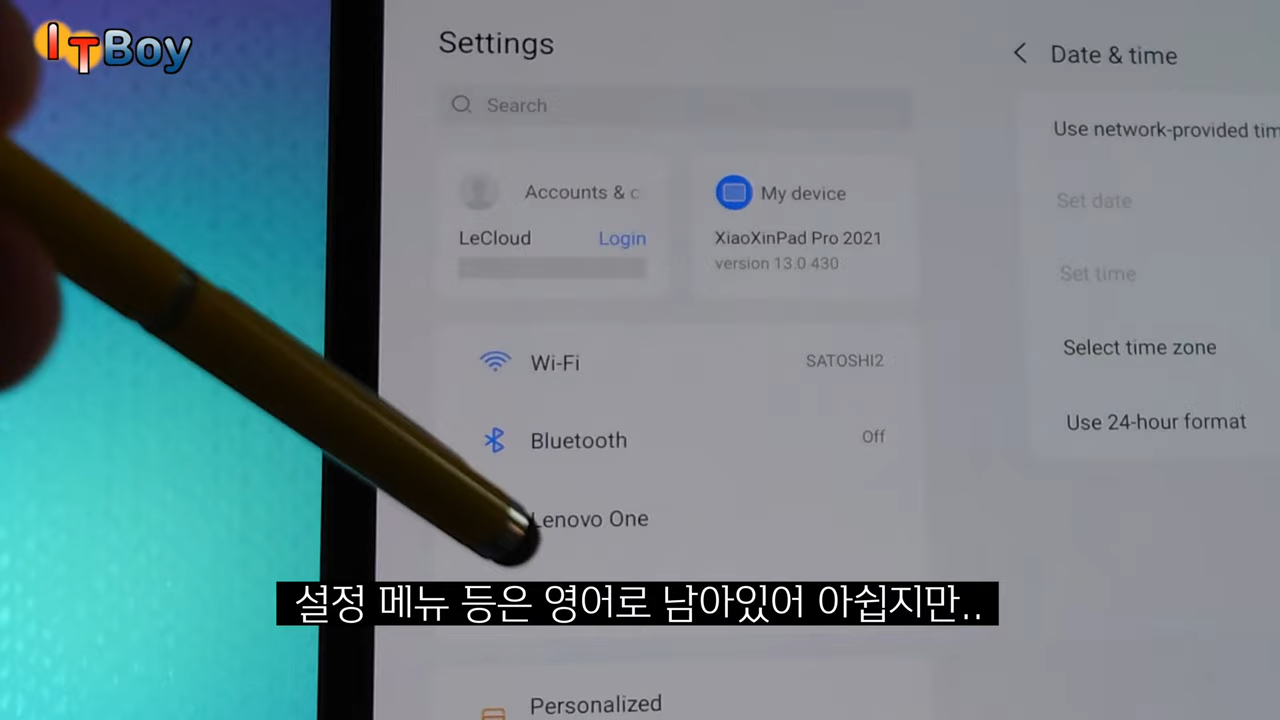 ITBoy
Settings
Search
Accounts & c
LeCloud Login
My device
XiaoXinPad Pro 2021
version 13.0.430
Wi-Fi SATOSHI2
Bluetooth Off
Lenovo One
Personalized
Date & time
Use network-provided tim
Set date
Set time
Select time zone
Use 24-hour format
설정 메뉴 등은 영어로 남아있어 아쉽지만..